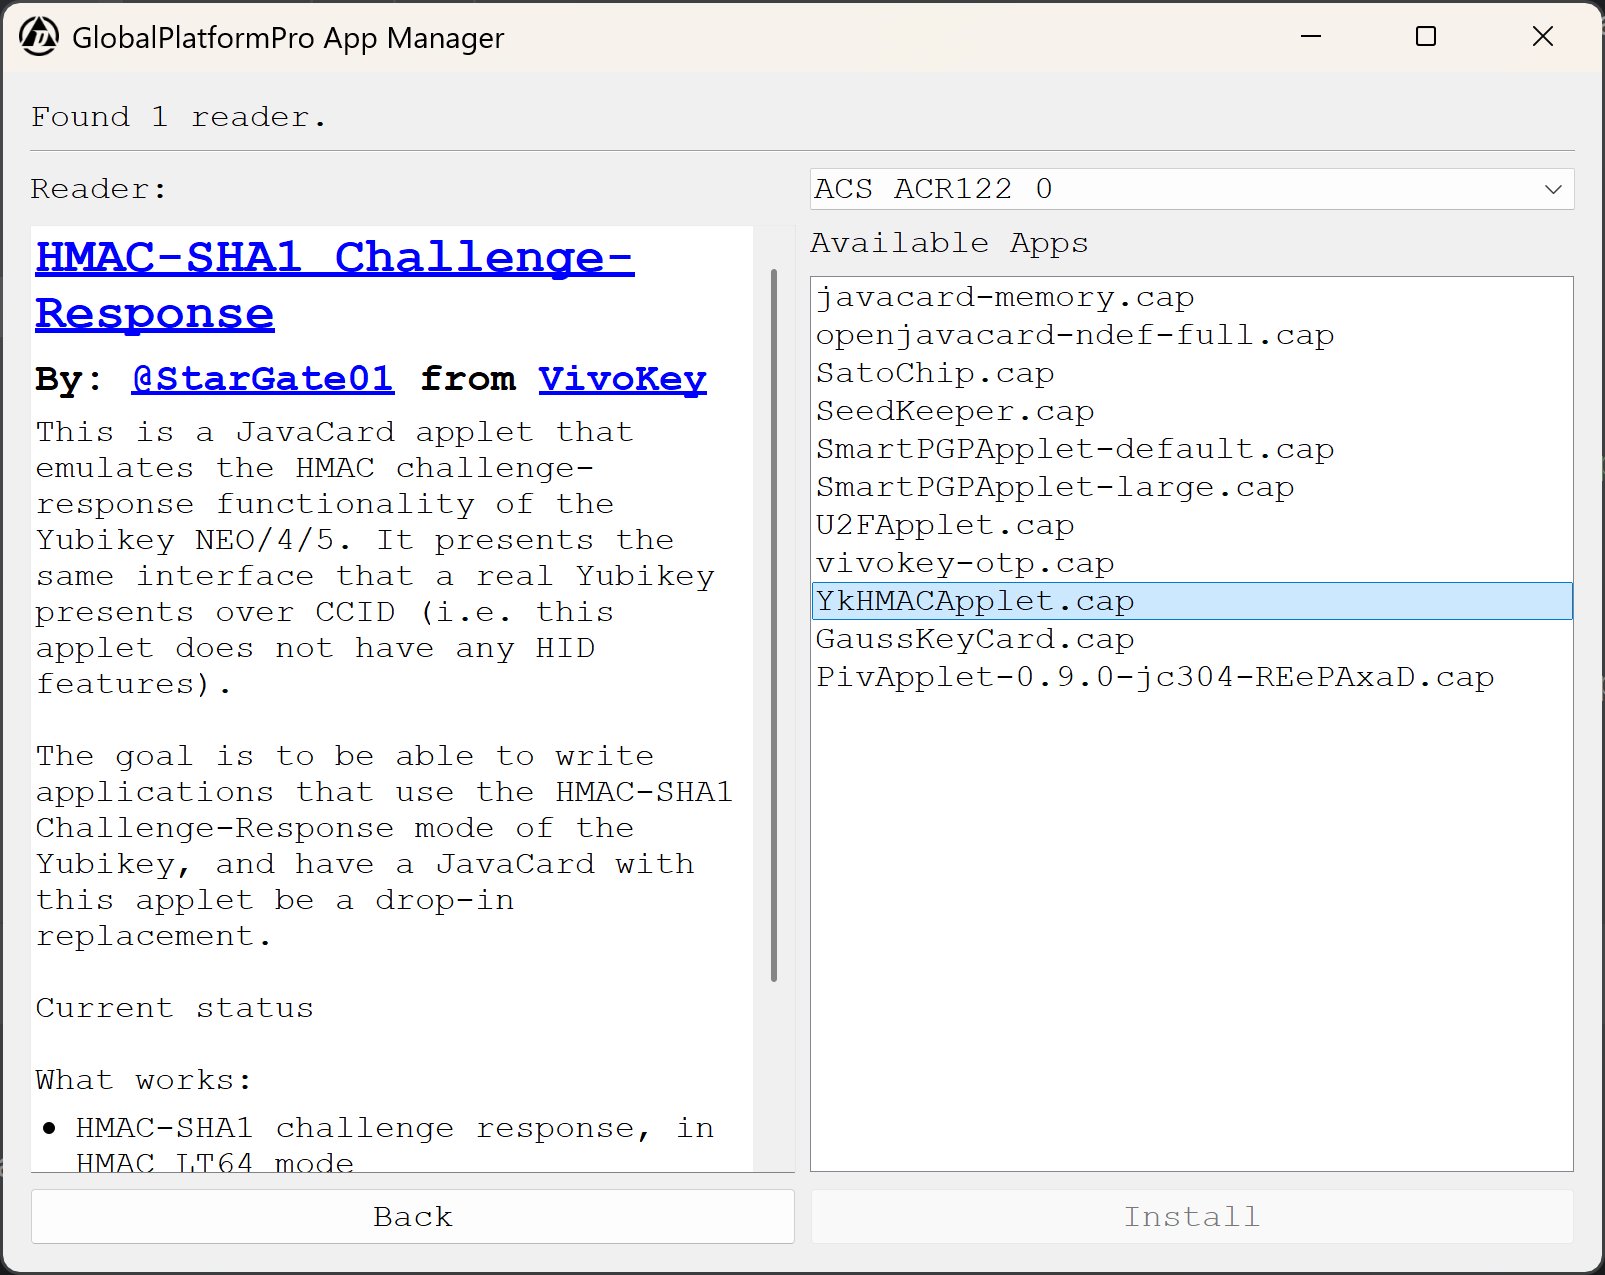 GlobalPlatformPro App Manager
Found 1 reader.
Reader:
ACS ACR122 0
HMAC-SHA1 Challenge-
Response
By: @StarGate01 from VivoKey
This is a JavaCard applet that
emulates the HMAC challenge-
response functionality of the
Yubikey NEO/4/5. It presents the
same interface that a real Yubikey
presents over CCID (i.e. this
applet does not have any HID
features).
The goal is to be able to write
applications that use the HMAC-SHA1
Challenge-Response mode of the
Yubikey, and have a JavaCard with
this applet be a drop-in
replacement.
Current status
What works:
• HMAC-SHA1 challenge response, in
HMAC_LT64 mode
Available Apps
javacard-memory.cap
openjavacard-ndef-full.cap
SatoChip.cap
SeedKeeper.cap
SmartPGPApplet-default.cap
SmartPGPApplet-large.cap
U2FApplet.cap
vivokey-otp.cap
YkHMACApplet.cap
GaussKeyCard.cap
PivApplet-0.9.0-jc304-REePAxaD.cap
Back
Install